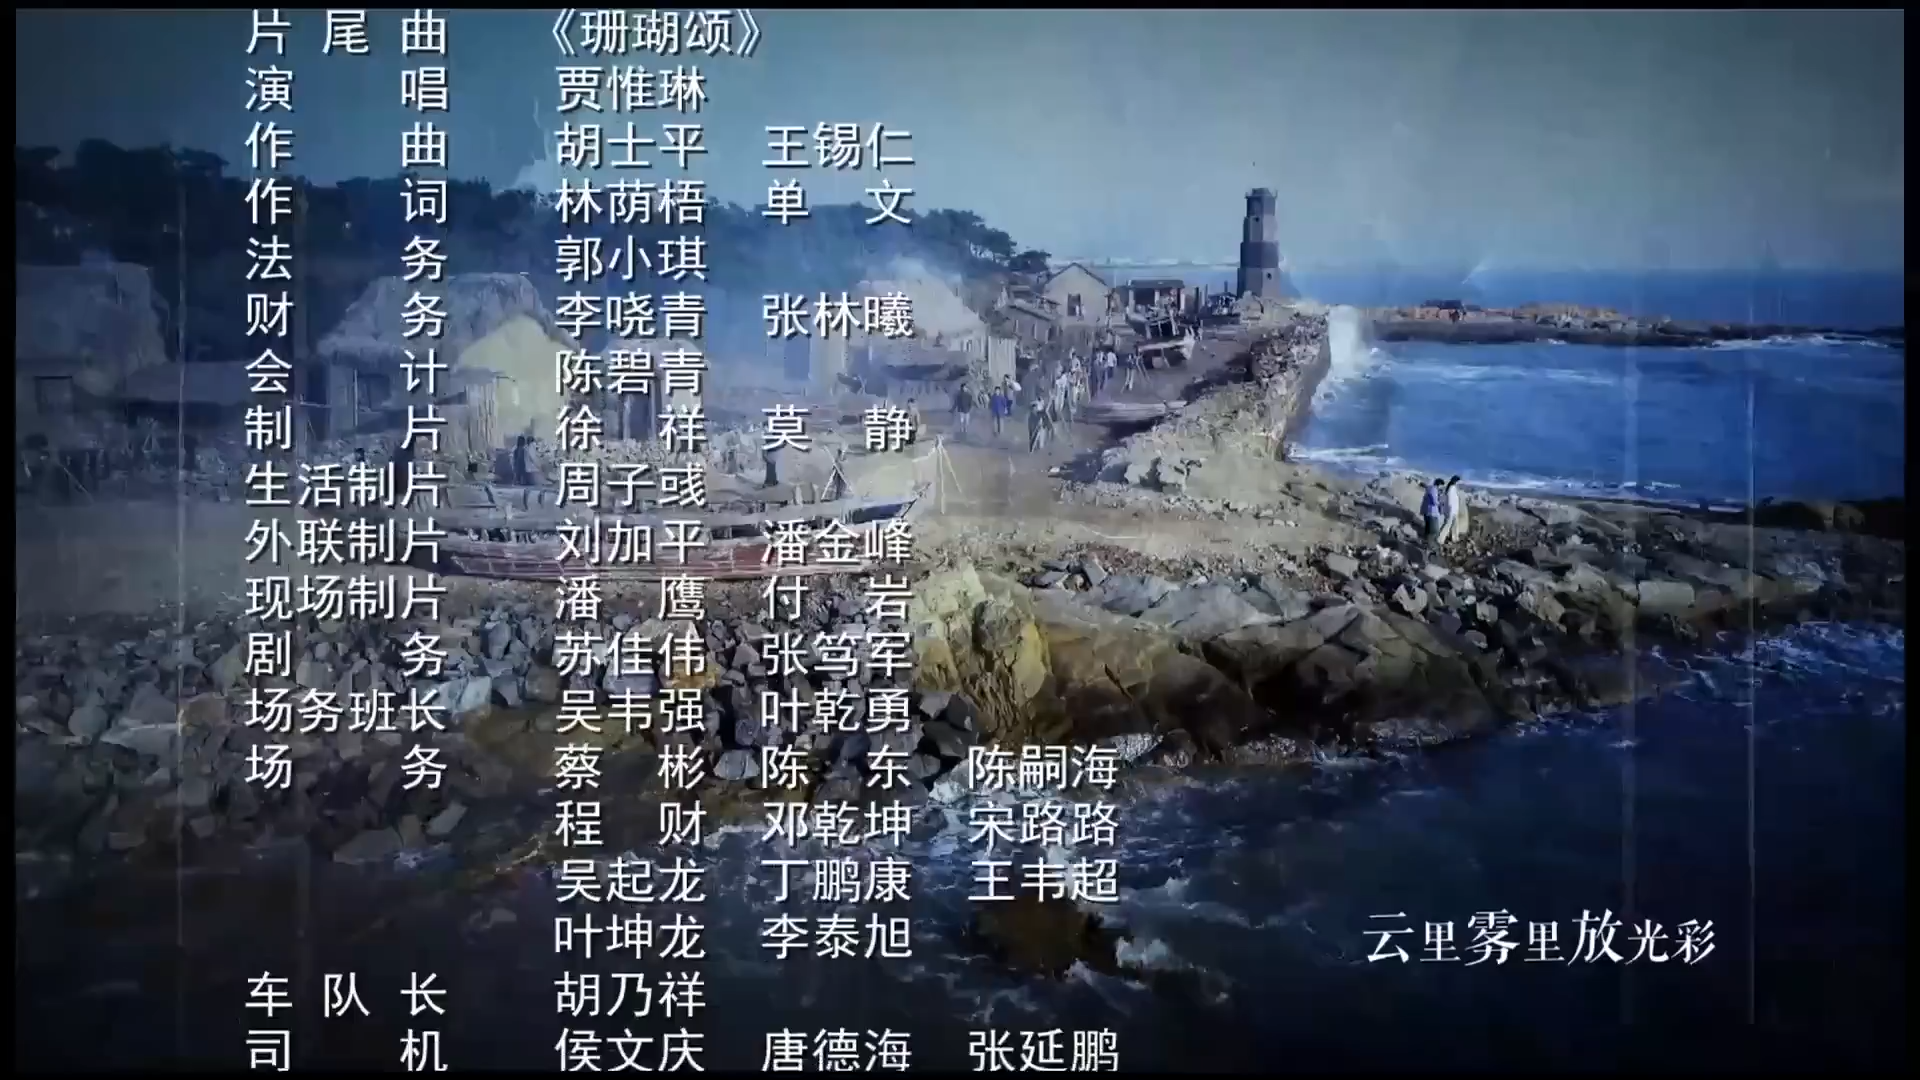 片尾曲 《珊瑚颂》
演唱 贾惟琳
作曲 胡士平 王锡仁
作词 林荫梧 单文
法务 郭小琪
财务 李哓青 张林曦
会计 陈碧青
制片 徐祥 莫静
生活制片 周子彧
外联制片 刘加平 潘金峰
现场制片 潘鹰 付岩
剧务 苏佳伟 张笃军
场务班长 吴韦强 叶乾勇
场务 蔡彬 陈东 陈嗣海
程财 邓乾坤 宋路路
吴起龙 丁鹏康 王韦超
叶坤龙 李泰旭
云里雾里放光彩
车队长 胡乃祥
司机 侯文庆 唐德海 张延鹏